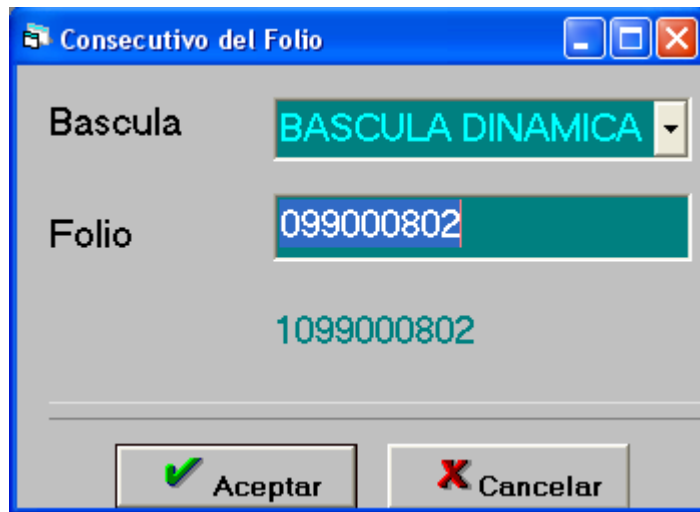 Consecutivo del Folio
Bascula
BASCULA DINAMICA
Folio
099000802
1099000802
Aceptar
Cancelar